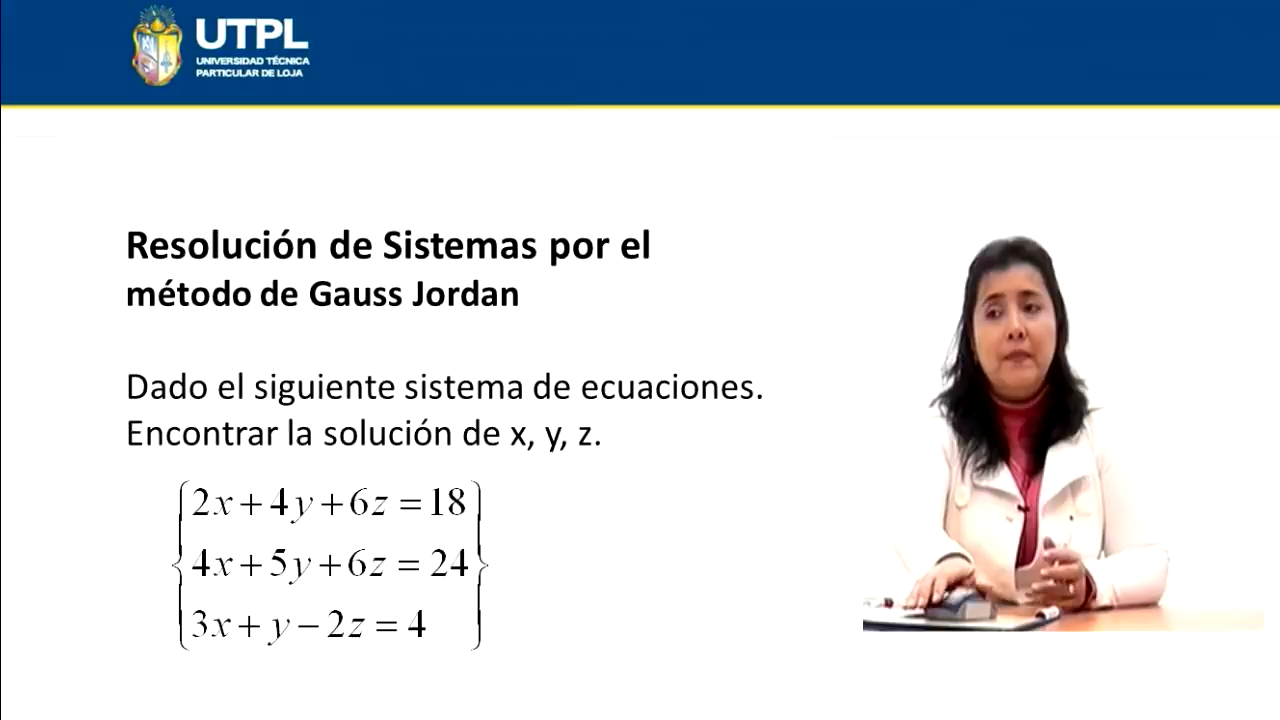 UTPL
UNIVERSIDAD TÉCNICA
PARTICULAR DE LOJA
Resolución de Sistemas por el
método de Gauss Jordan
Dado el siguiente sistema de ecuaciones.
Encontrar la solución de x, y, z.
2x + 4y + 6z = 18
4x + 5y + 6z = 24
3x + y − 2z = 4